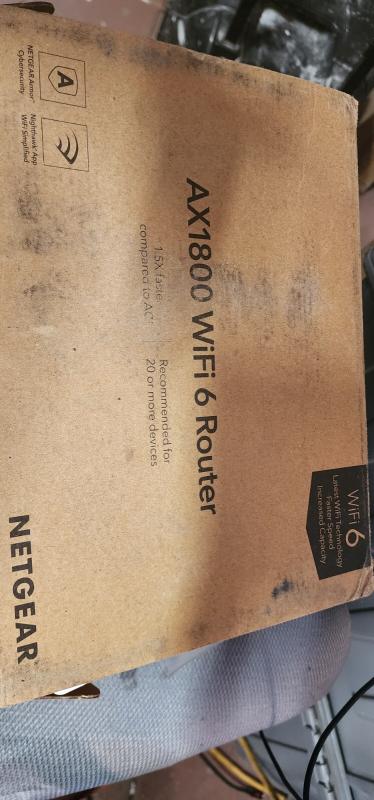 WiFi 6
Latest WiFi Technology
Faster Speed
Increased Capacity
AX1800 WiFi 6 Router
1.5X faste
compared to AC
Recommended for
20 or more devices
A
NETGEAR Armor
Cybersecurity
Nighthawk App
WiFi Simplified
NETGEAR